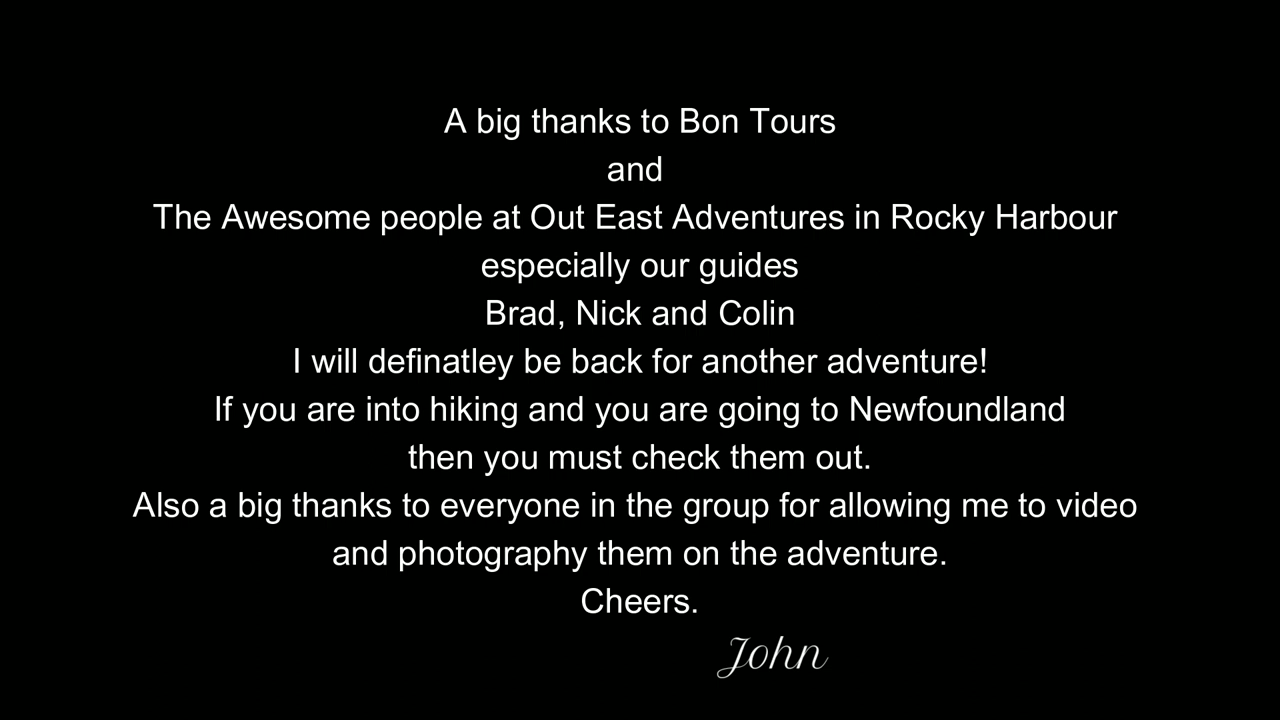 A big thanks to Bon Tours
and
The Awesome people at Out East Adventures in Rocky Harbour
especially our guides
Brad, Nick and Colin
I will definatley be back for another adventure!
If you are into hiking and you are going to Newfoundland
then you must check them out.
Also a big thanks to everyone in the group for allowing me to video
and photography them on the adventure.
Cheers.
John